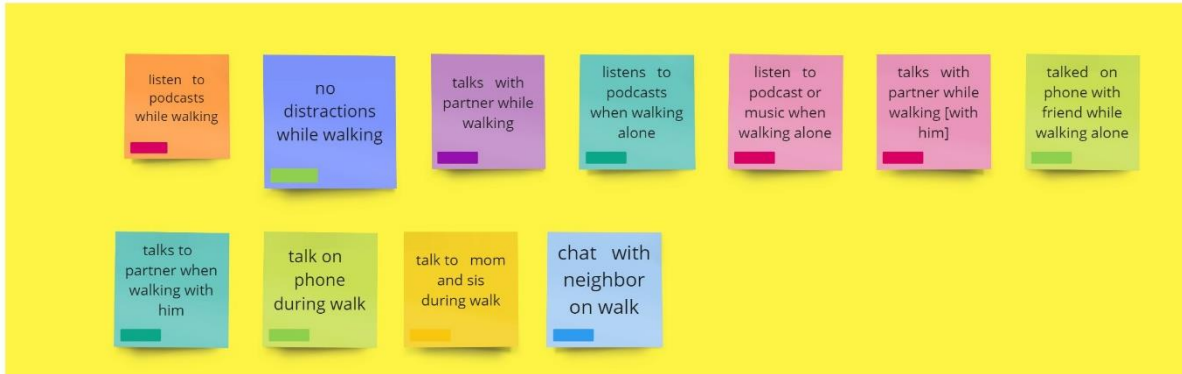 listen to
podcasts
while walking
no
distractions
while walking
talks with
partner while
walking
listens to
podcasts
when walking
alone
listen to
podcast or
music when
walking alone
talks with
partner while
walking [with
him]
talked on
phone with
friend while
walking alone
talks to
partner when
walking with
him
talk on
phone
during walk
talk to mom
and sis
during walk
chat with
neighbor
on walk